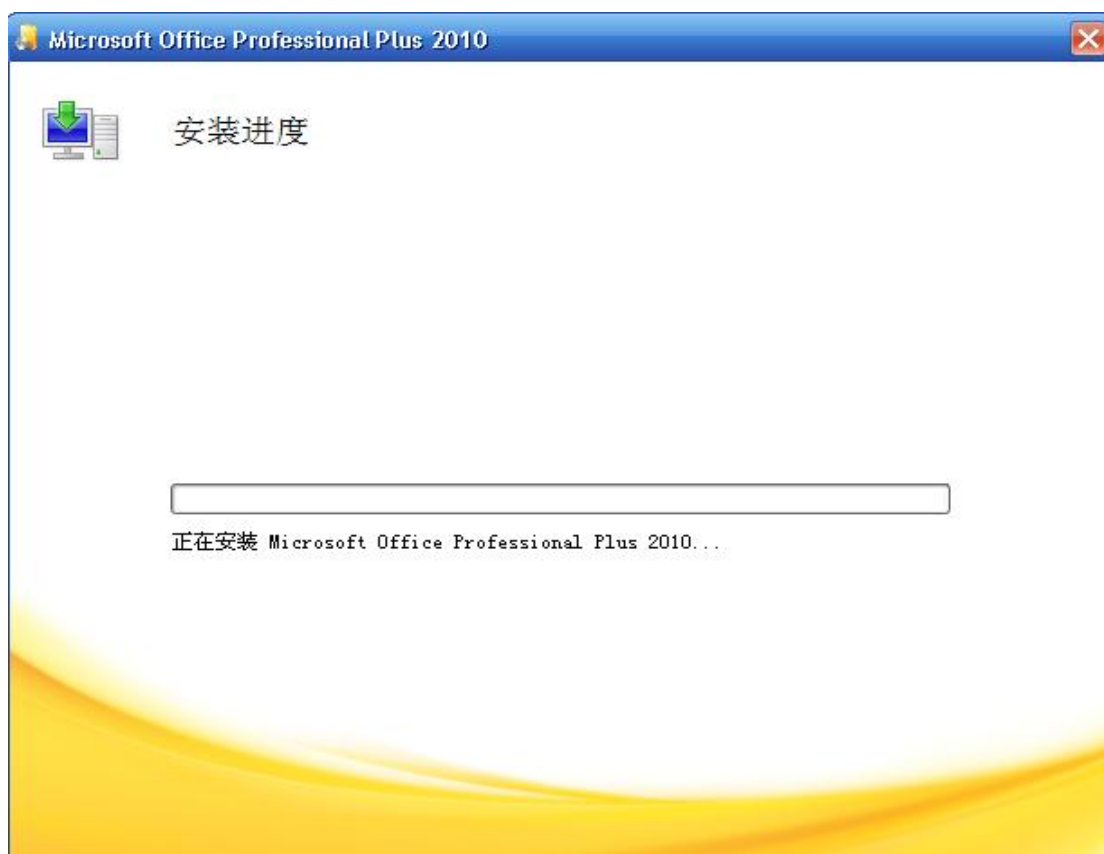 Microsoft Office Professional Plus 2010
安装进度
正在安装 Microsoft Office Professional Plus 2010...